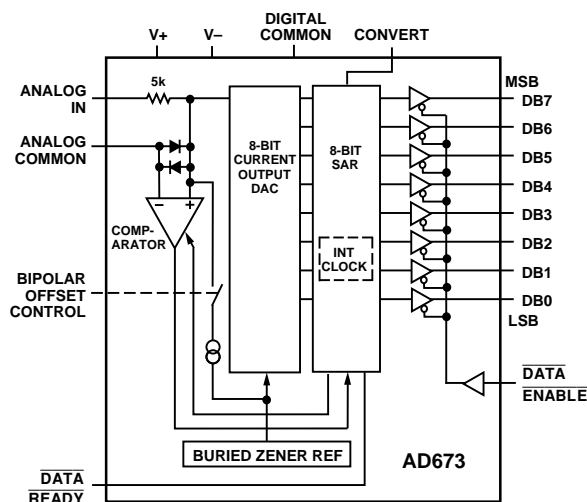 V+
V–
DIGITAL
COMMON
CONVERT
ANALOG
IN
5k
ANALOG
COMMON
8-BIT
CURRENT
OUTPUT
DAC
8-BIT
SAR
MSB
DB7
DB6
DB5
DB4
DB3
DB2
DB1
DB0
LSB
– +
COMP-
ARATOR
INT
CLOCK
BIPOLAR
OFFSET
CONTROL
DATA
ENABLE
BURIED ZENER REF
AD673
DATA
READY